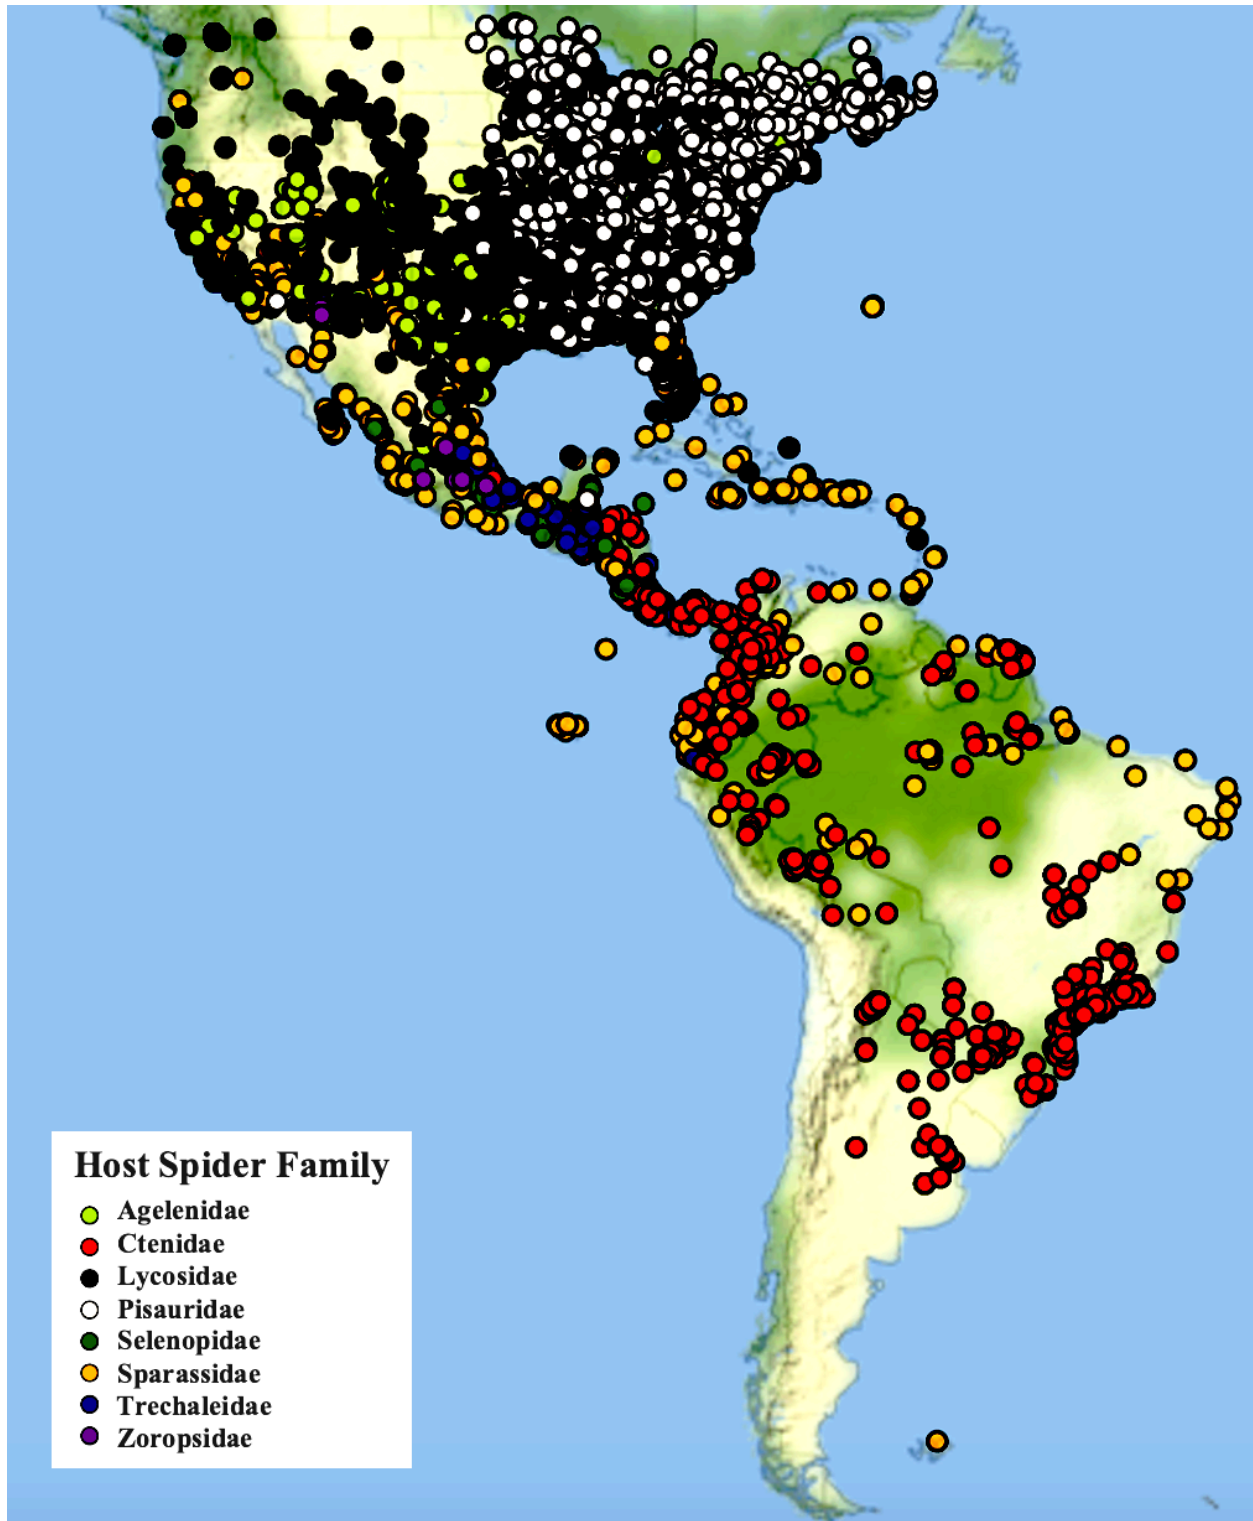 Host Spider Family
Agelenidae
Ctenidae
Lycosidae
Pisauridae
Selenopidae
Sparassidae
Trechaleidae
Zoropsidae